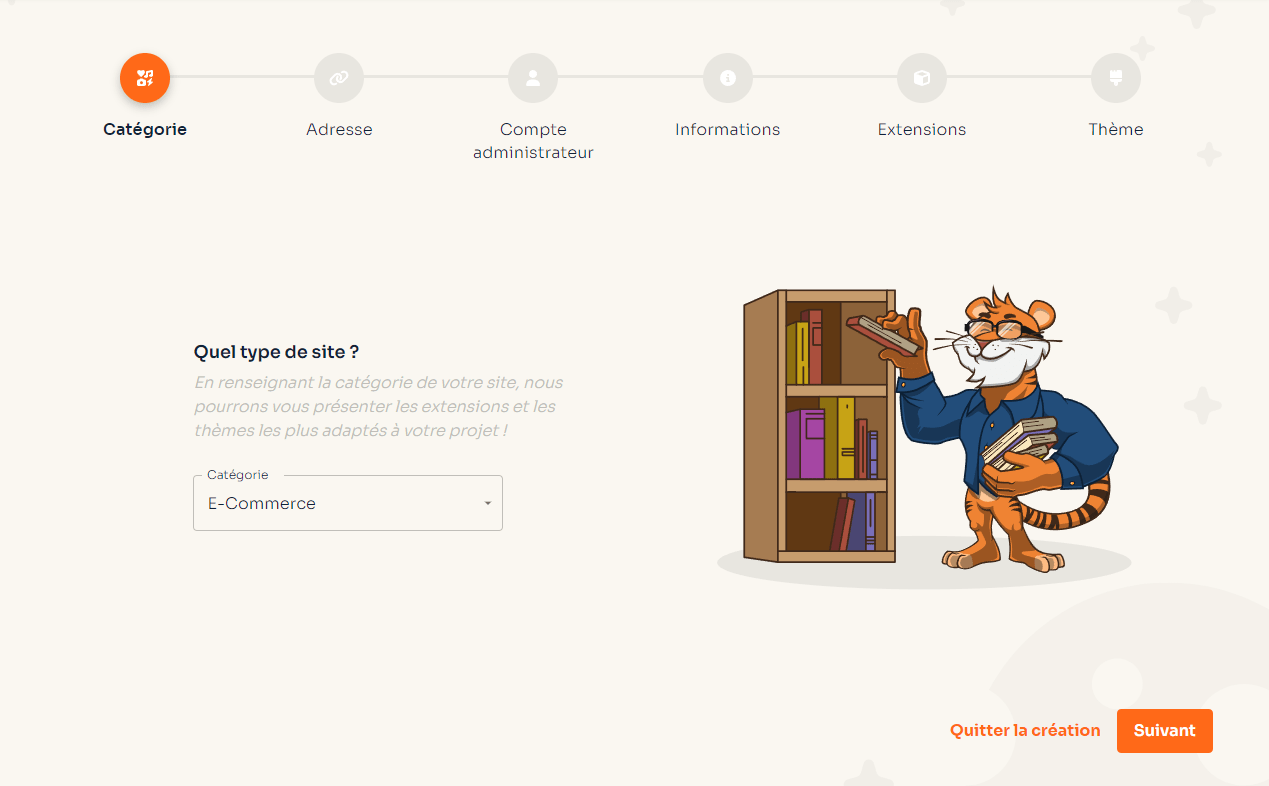 Catégorie
Adresse
Compte
administrateur
Informations
Extensions
Thème
Quel type de site ?
En renseignant la catégorie de votre site, nous
pourrons vous présenter les extensions et les
thèmes les plus adaptés à votre projet !
Catégorie
E-Commerce
Quitter la création
Suivant